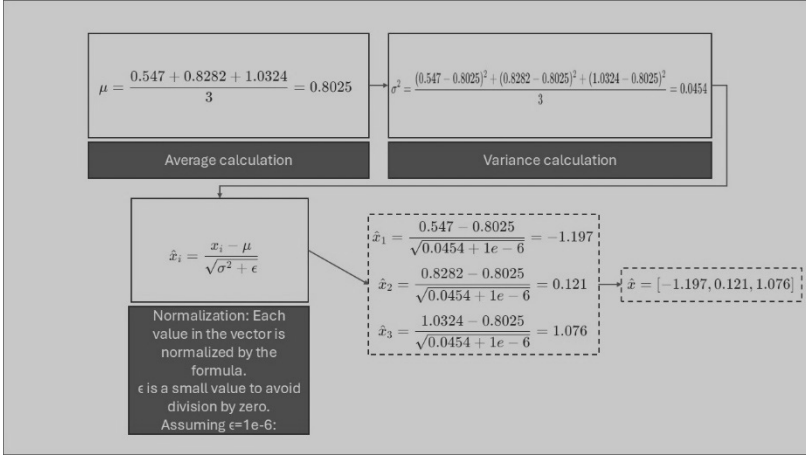 μ = (0.547 + 0.8282 + 1.0324) / 3 = 0.8025
σ² = ((0.547 − 0.8025)² + (0.8282 − 0.8025)² + (1.0324 − 0.8025)²) / 3 = 0.0454
Average calculation
Variance calculation
x̂ᵢ = (xᵢ − μ) / √(σ² + ϵ)
Normalization: Each
value in the vector is
normalized by the
formula.
ϵ is a small value to avoid
division by zero.
Assuming ϵ=1e-6:
x̂₁ = (0.547 − 0.8025) / √(0.0454 + 1e − 6) = −1.197
x̂₂ = (0.8282 − 0.8025) / √(0.0454 + 1e − 6) = 0.121
x̂₃ = (1.0324 − 0.8025) / √(0.0454 + 1e − 6) = 1.076
x̂ = [−1.197, 0.121, 1.076]